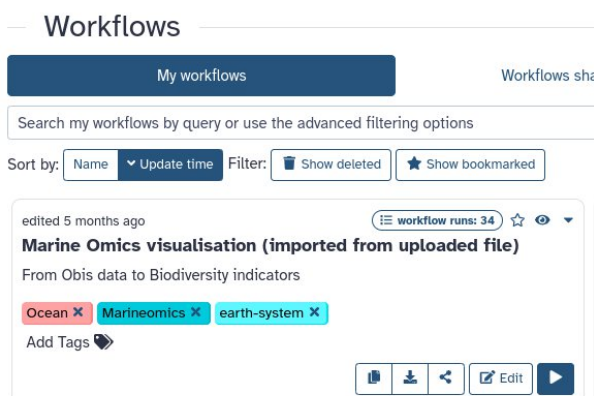 Workflows
My workflows Workflows sha
Search my workflows by query or use the advanced filtering options
Sort by: Name Update time Filter: Show deleted Show bookmarked
edited 5 months ago workflow runs: 34
Marine Omics visualisation (imported from uploaded file)
From Obis data to Biodiversity indicators
Ocean Marineomics earth-system
Add Tags
Edit